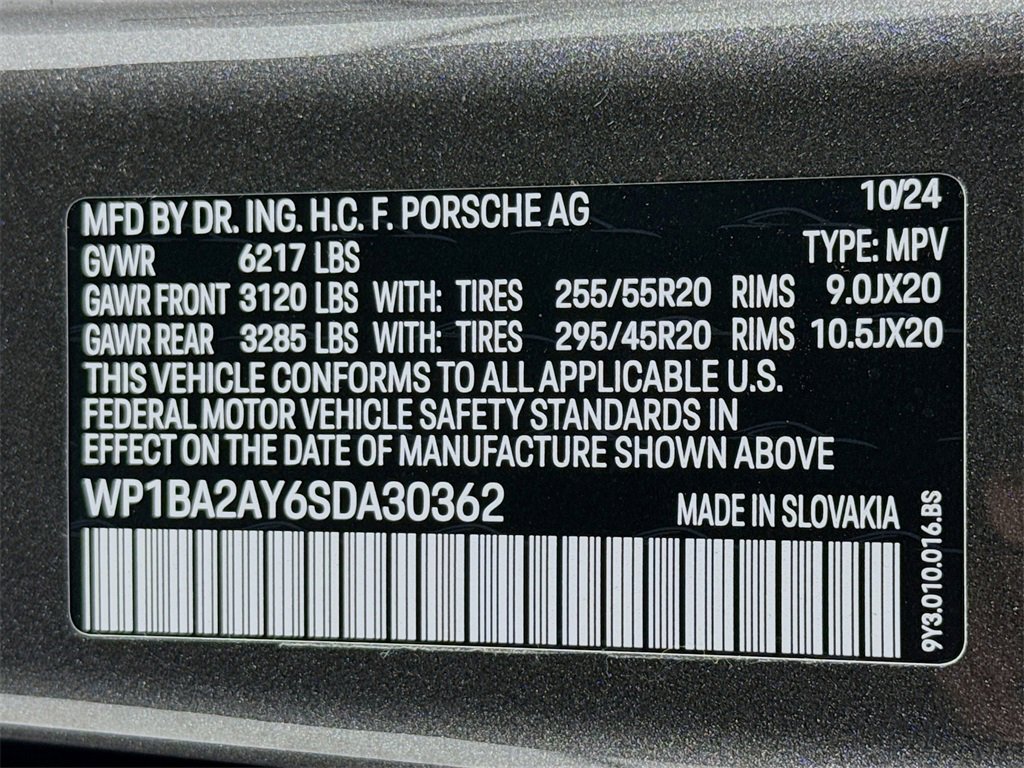 MFD BY DR. ING. H.C. F. PORSCHE AG 10/24
GVWR 6217 LBS TYPE: MPV
GAWR FRONT 3120 LBS WITH: TIRES 255/55R20 RIMS 9.0JX20
GAWR REAR 3285 LBS WITH: TIRES 295/45R20 RIMS 10.5JX20
THIS VEHICLE CONFORMS TO ALL APPLICABLE U.S.
FEDERAL MOTOR VEHICLE SAFETY STANDARDS IN
EFFECT ON THE DATE OF MANUFACTURE SHOWN ABOVE
WP1BA2AY6SDA30362 MADE IN SLOVAKIA
9Y3.010.016.BS